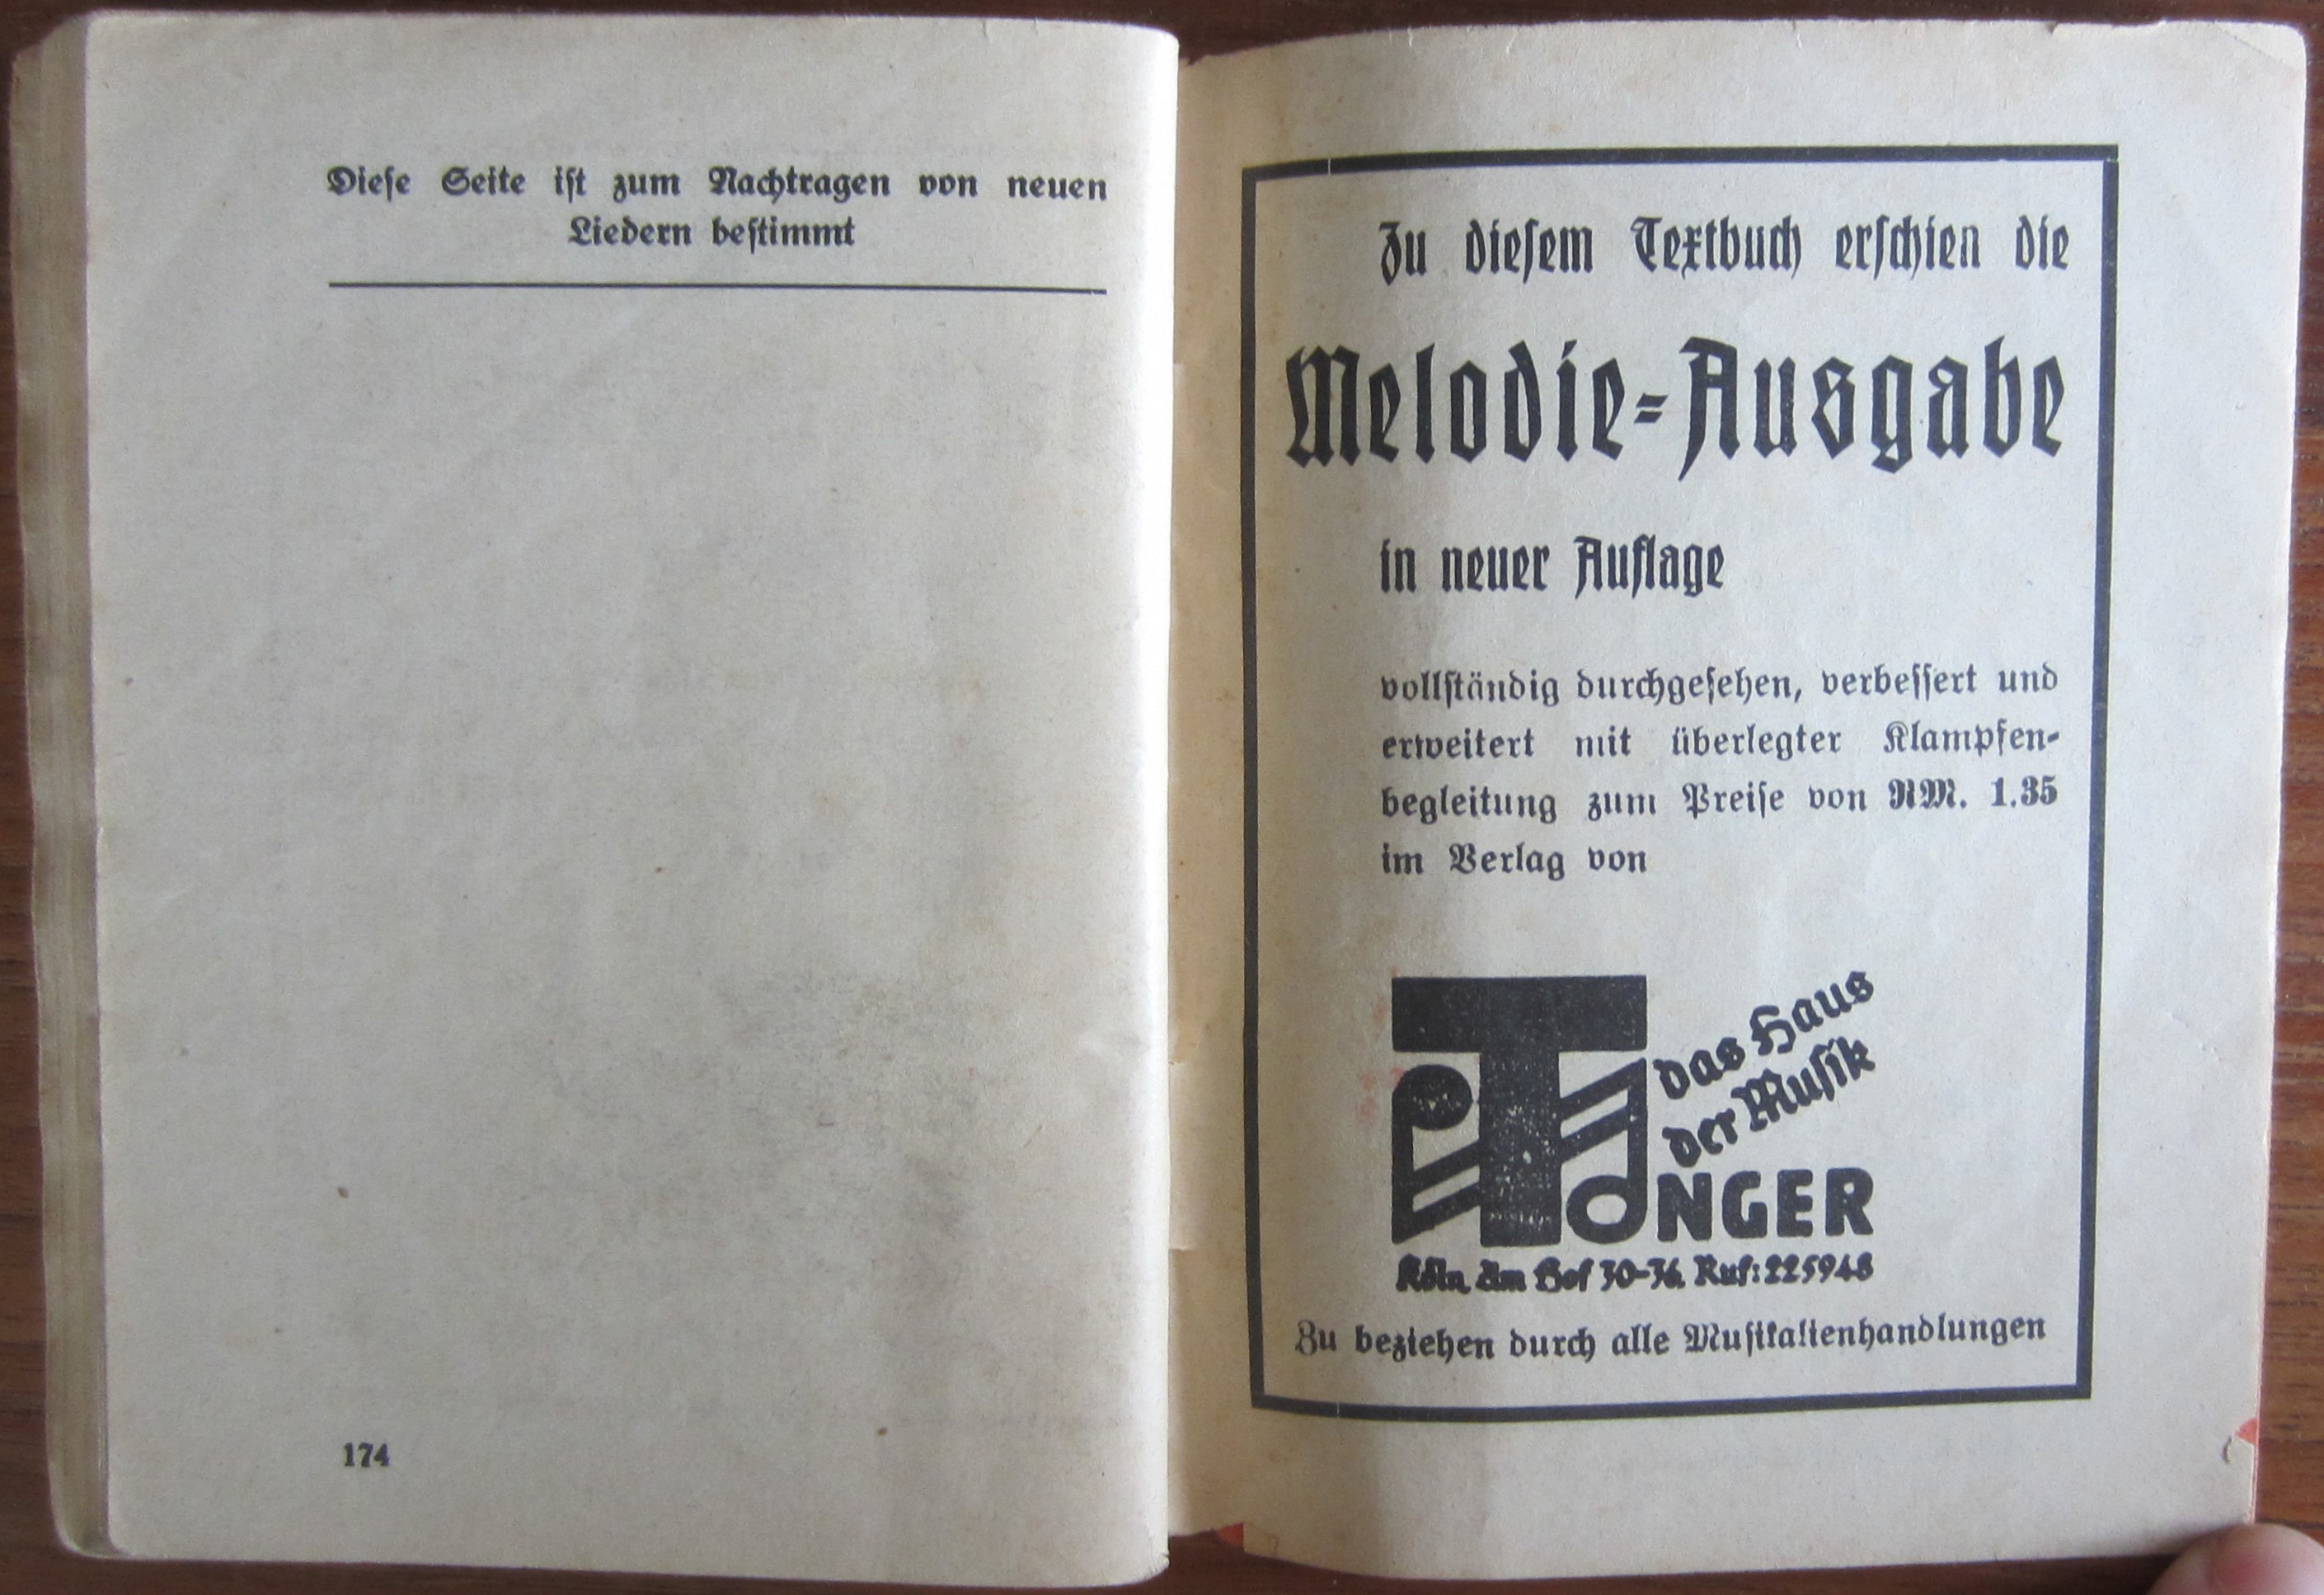 Diese Seite ist zum Nachtragen von neuen
Liedern bestimmt
174
Zu diesem Textbuch erschien die
Melodie-Ausgabe
in neuer Auflage
vollständig durchgesehen, verbessert und
erweitert mit überlegter Klampfen-
begleitung zum Preise von RM. 1.35
im Verlag von
das Haus
der Musik
TONGER
Köln, Am Hof 30-36. Ruf: 225948
Zu beziehen durch alle Musikalienhandlungen